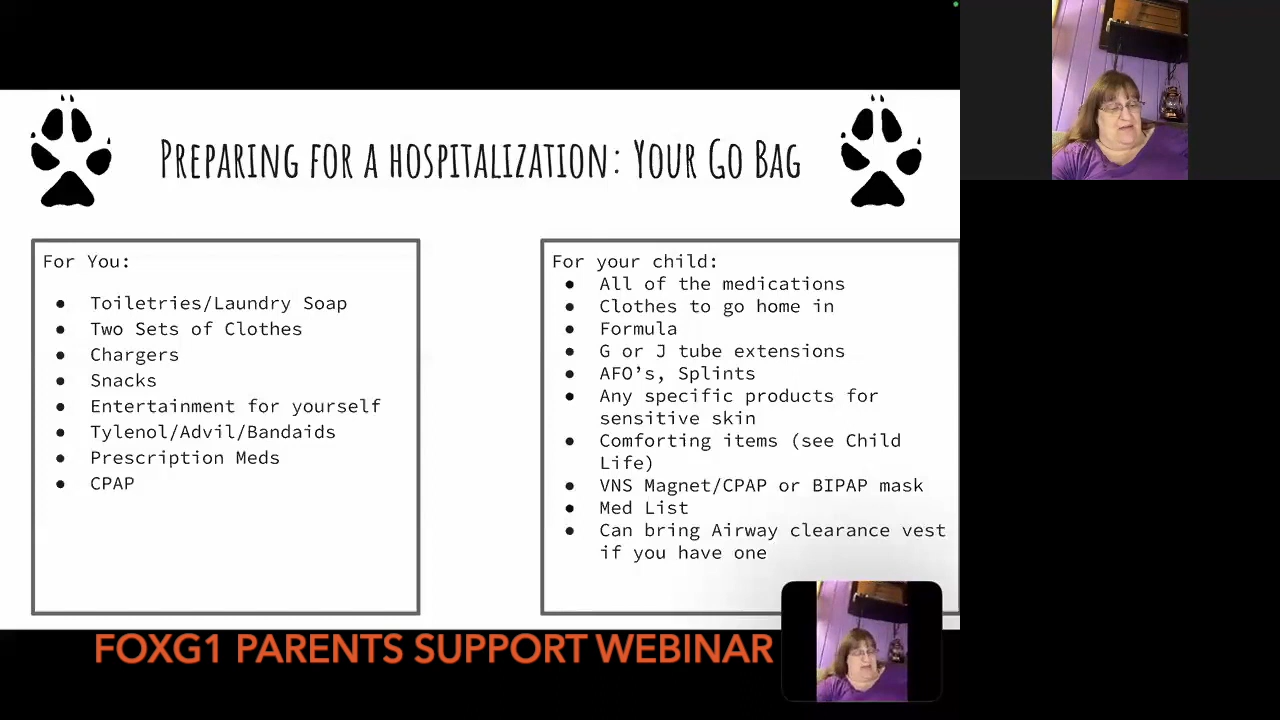 PREPARING FOR A HOSPITALIZATION: YOUR GO BAG
For You:
● Toiletries/Laundry Soap
● Two Sets of Clothes
● Chargers
● Snacks
● Entertainment for yourself
● Tylenol/Advil/Bandaids
● Prescription Meds
● CPAP
For your child:
● All of the medications
● Clothes to go home in
● Formula
● G or J tube extensions
● AFO’s, Splints
● Any specific products for
sensitive skin
● Comforting items (see Child
Life)
● VNS Magnet/CPAP or BIPAP mask
● Med List
● Can bring Airway clearance vest
if you have one
FOXG1 PARENTS SUPPORT WEBINAR